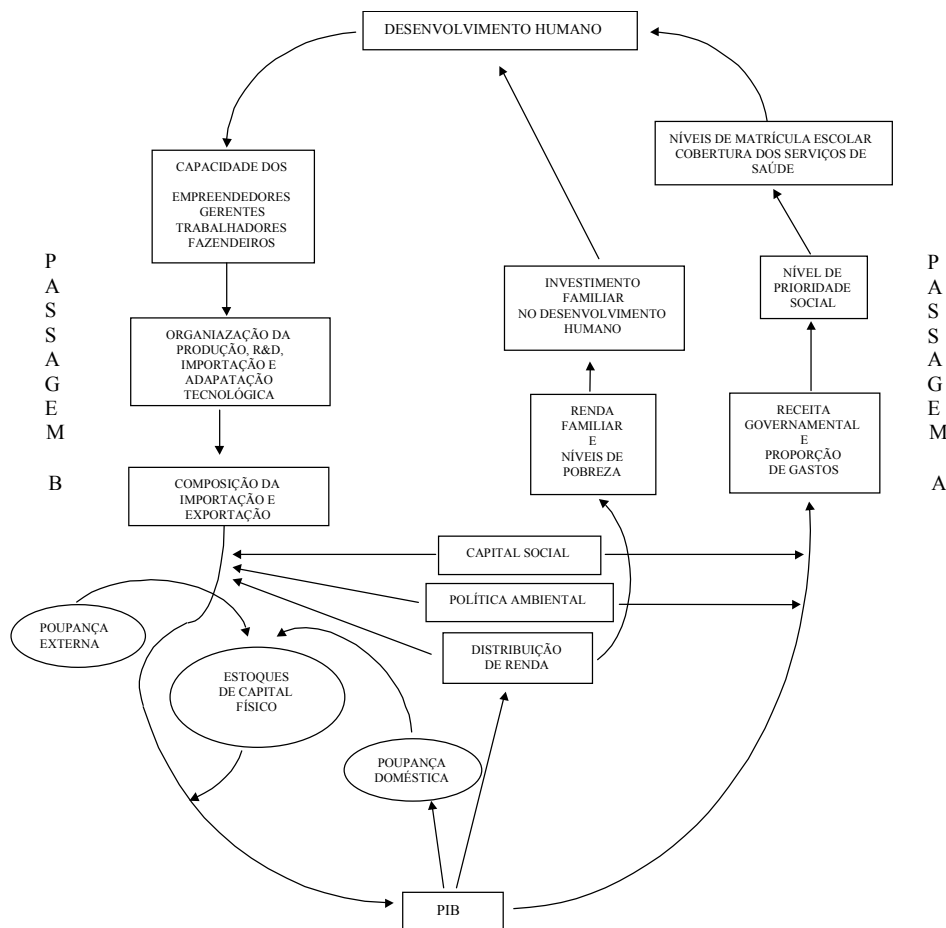 DESENVOLVIMENTO HUMANO
NÍVEIS DE MATRÍCULA ESCOLAR
COBERTURA DOS SERVIÇOS DE
SAÚDE
CAPACIDADE DOS
EMPREENDEDORES
GERENTES
TRABALHADORES
FAZENDEIROS
P
A
S
S
A
G
E
M
B
INVESTIMENTO
FAMILIAR
NO DESENVOLVIMENTO
HUMANO
NÍVEL DE
PRIORIDADE
SOCIAL
P
A
S
S
A
G
E
M
A
ORGANIAZAÇÃO DA
PRODUÇÃO, R&D,
IMPORTAÇÃO E
ADAPATAÇÃO
TECNOLÓGICA
RENDA
FAMILIAR
E
NÍVEIS DE
POBREZA
RECEITA
GOVERNAMENTAL
E
PROPORÇÃO
DE GASTOS
COMPOSIÇÃO DA
IMPORTAÇÃO E
EXPORTAÇÃO
CAPITAL SOCIAL
POLÍTICA AMBIENTAL
POUPANÇA
EXTERNA
DISTRIBUIÇÃO
DE RENDA
ESTOQUES
DE CAPITAL
FÍSICO
POUPANÇA
DOMÉSTICA
PIB